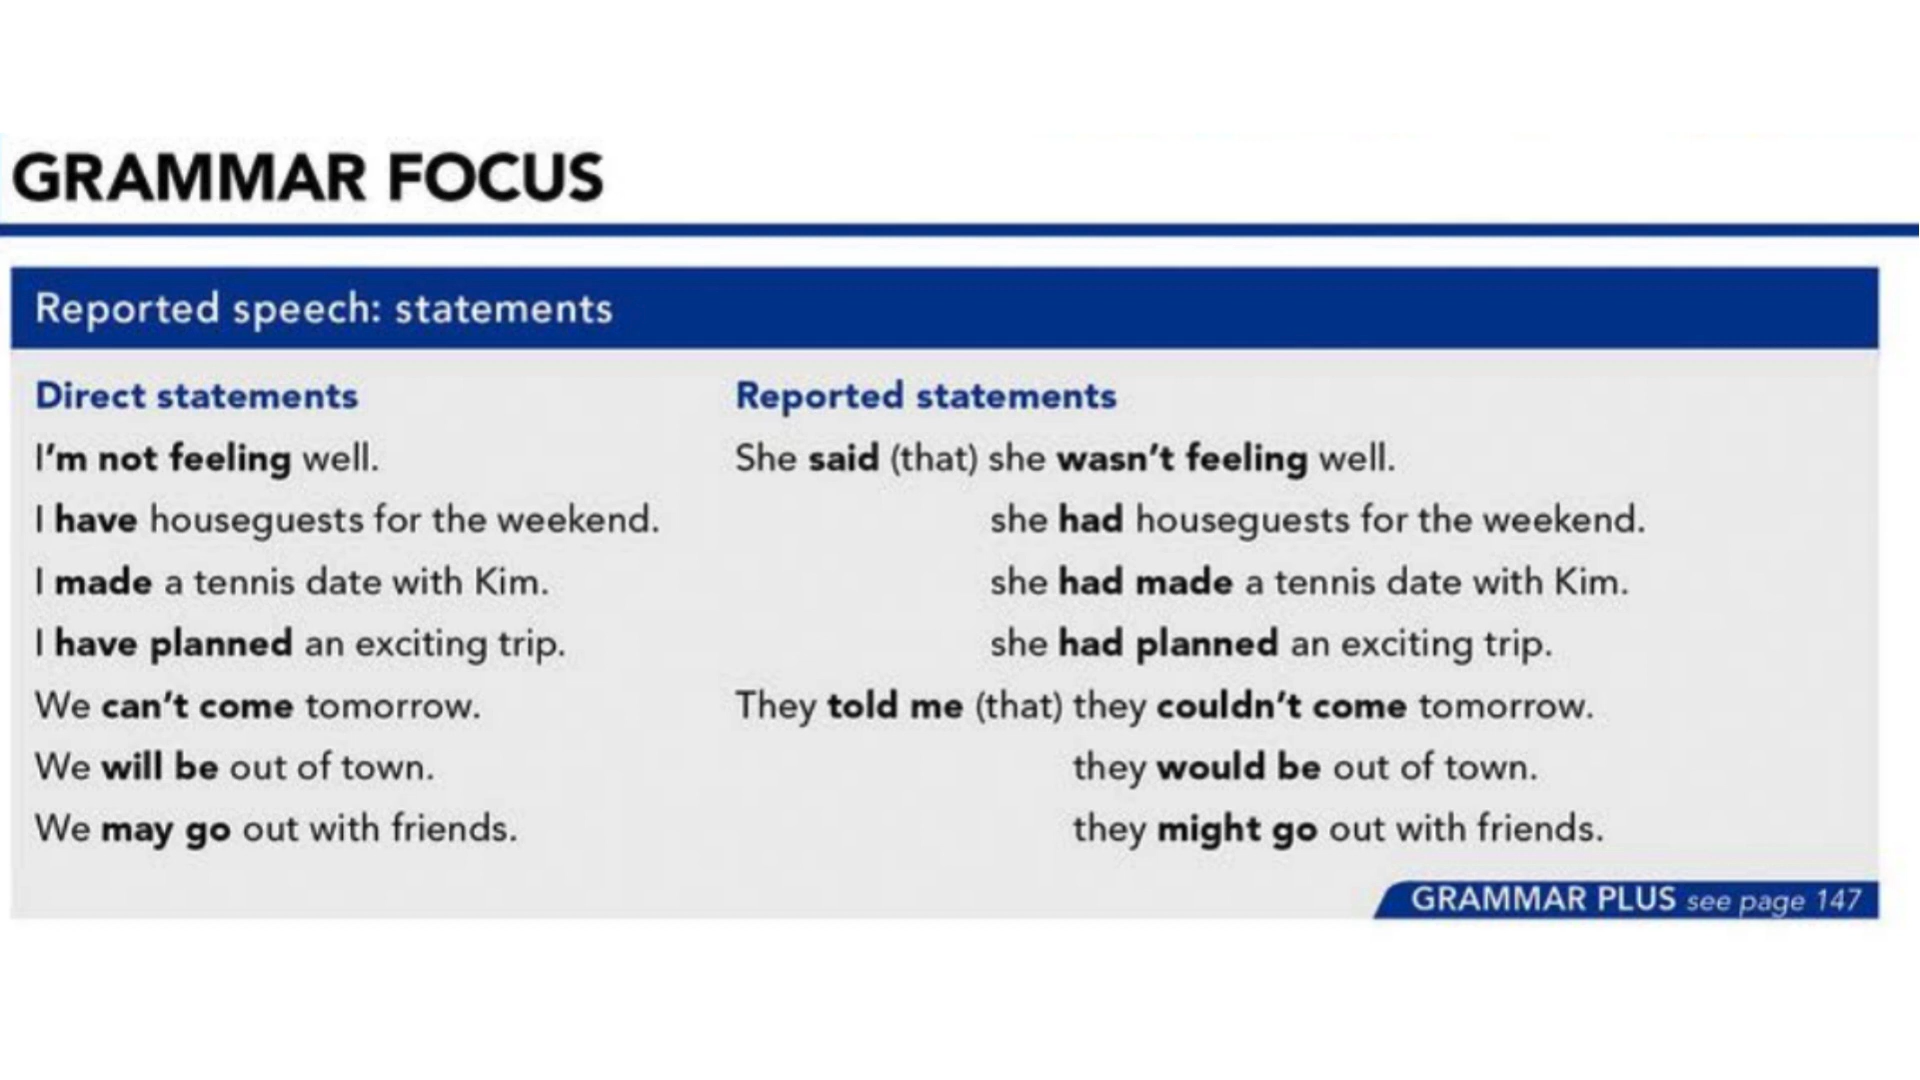 GRAMMAR FOCUS
Reported speech: statements
Direct statements Reported statements
I'm not feeling well. She said (that) she wasn't feeling well.
I have houseguests for the weekend. she had houseguests for the weekend.
I made a tennis date with Kim. she had made a tennis date with Kim.
I have planned an exciting trip. she had planned an exciting trip.
We can't come tomorrow. They told me (that) they couldn't come tomorrow.
We will be out of town. they would be out of town.
We may go out with friends. they might go out with friends.
GRAMMAR PLUS see page 147